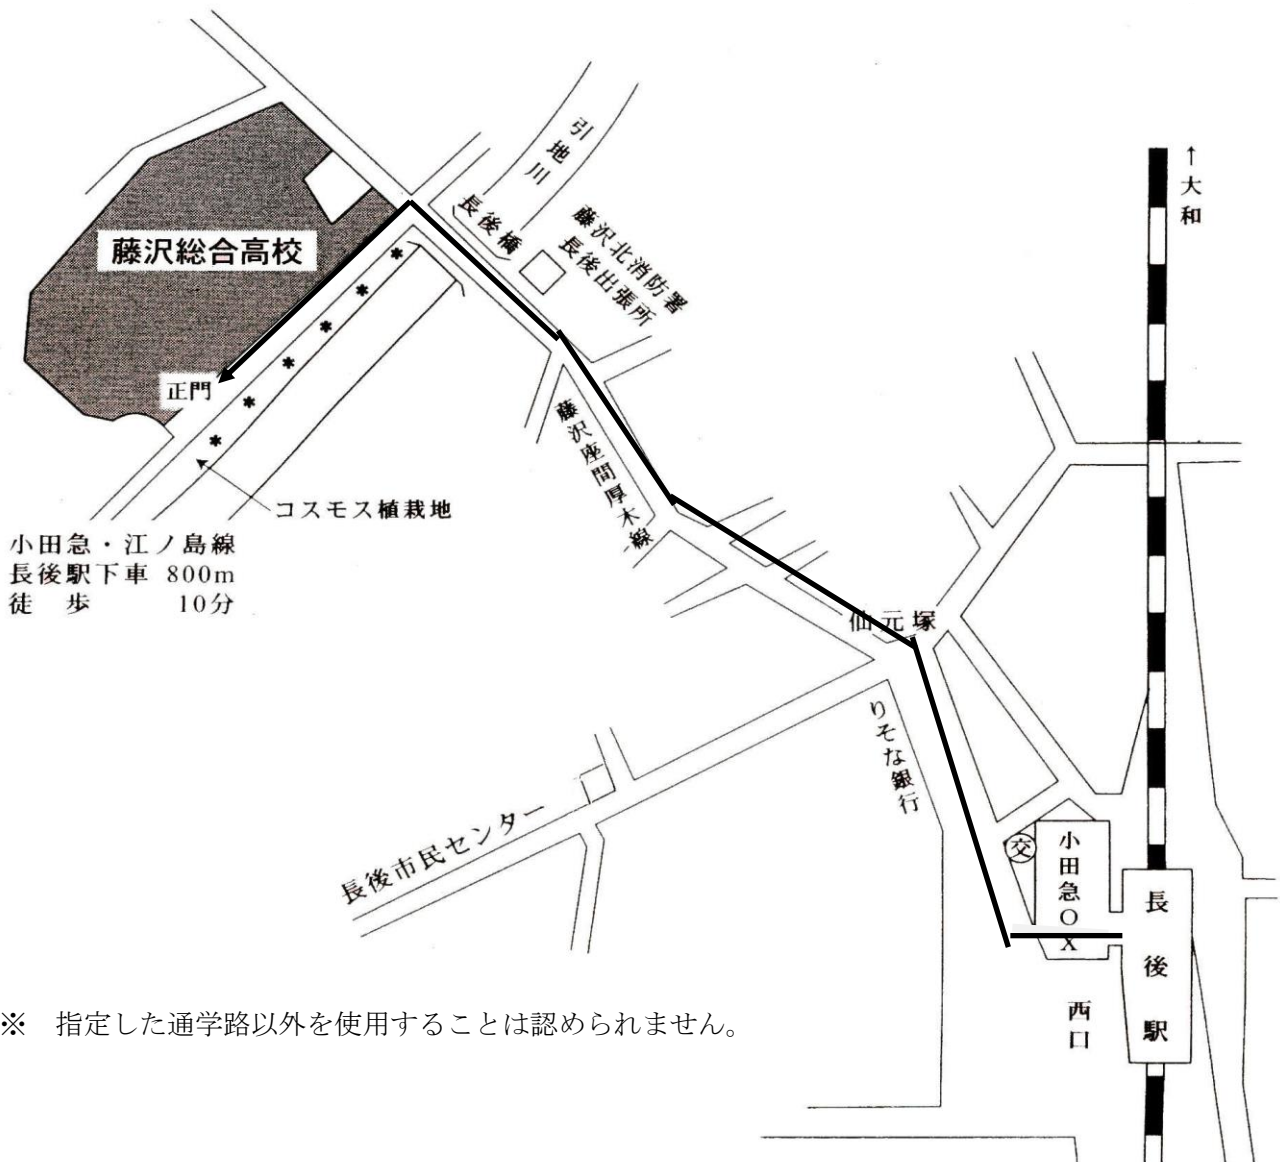 引地川
↑大和
長後橋
藤沢北消防署
長後出張所
藤沢総合高校
正門
藤沢座間厚木線
コスモス植栽地
小田急・江ノ島線
長後駅下車 800m
徒 歩 10分
仙元塚
りそな銀行
長後市民センター
交
小田急OX
長後駅
西口
※ 指定した通学路以外を使用することは認められません。